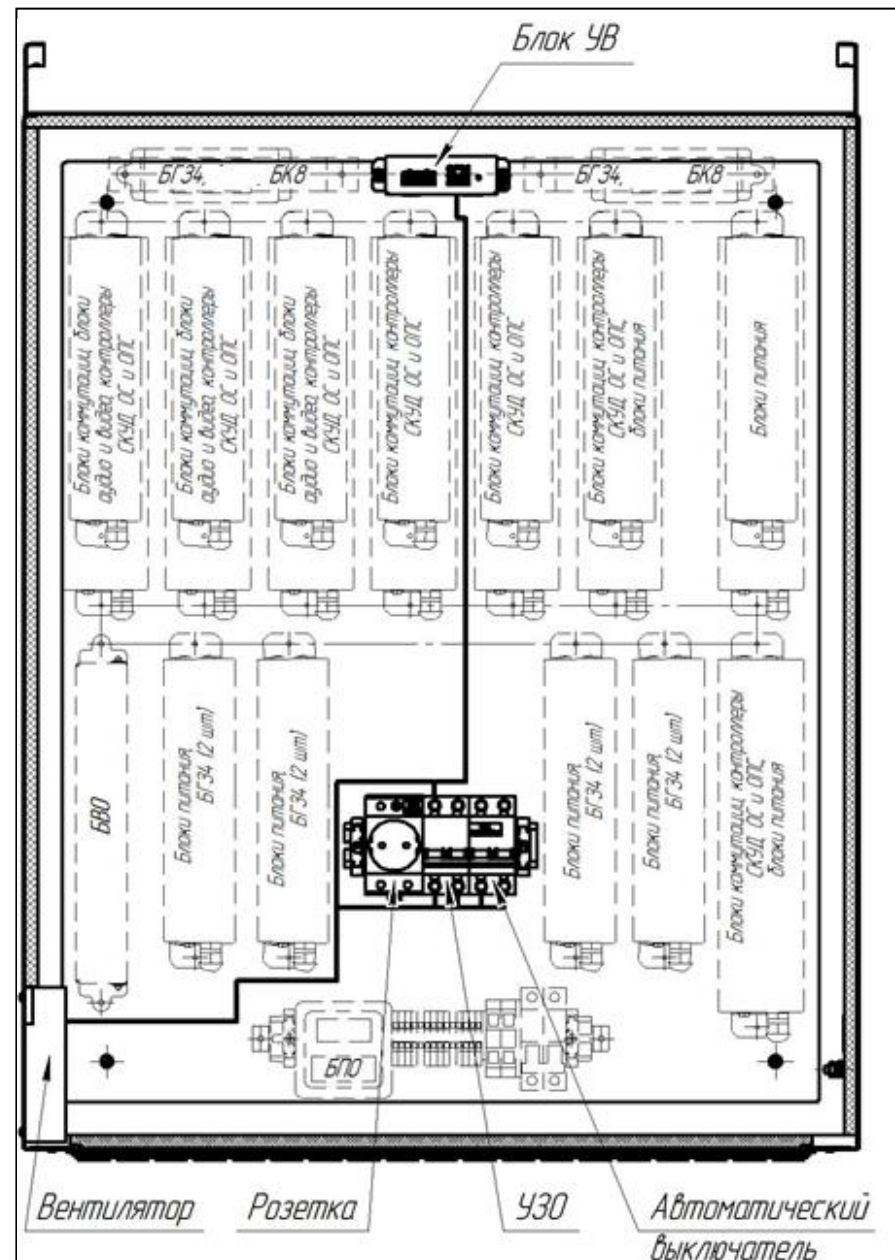 Блок УВ
БГЗ4,
БК8
БГЗ4,
БК8
Блоки коммутации, блоки
аудио и видео, контроллеры
СКУД, ОС и ОПС
Блоки коммутации, блоки
аудио и видео, контроллеры
СКУД, ОС и ОПС
Блоки коммутации, блоки
аудио и видео, контроллеры
СКУД, ОС и ОПС
Блоки коммутации, контроллеры
СКУД, ОС и ОПС
Блоки коммутации, контроллеры
СКУД, ОС и ОПС
Блоки коммутации, контроллеры
СКУД, ОС и ОПС,
блоки питания
Блоки питания
БВО
Блоки питания,
БГЗ4 (2 шт)
Блоки питания,
БГЗ4 (2 шт)
Блоки питания,
БГЗ4 (2 шт)
Блоки питания,
БГЗ4 (2 шт)
Блоки коммутации, контроллеры
СКУД, ОС и ОПС,
блоки питания
БПО
Вентилятор
Розетка
УЗО
Автоматический
выключатель